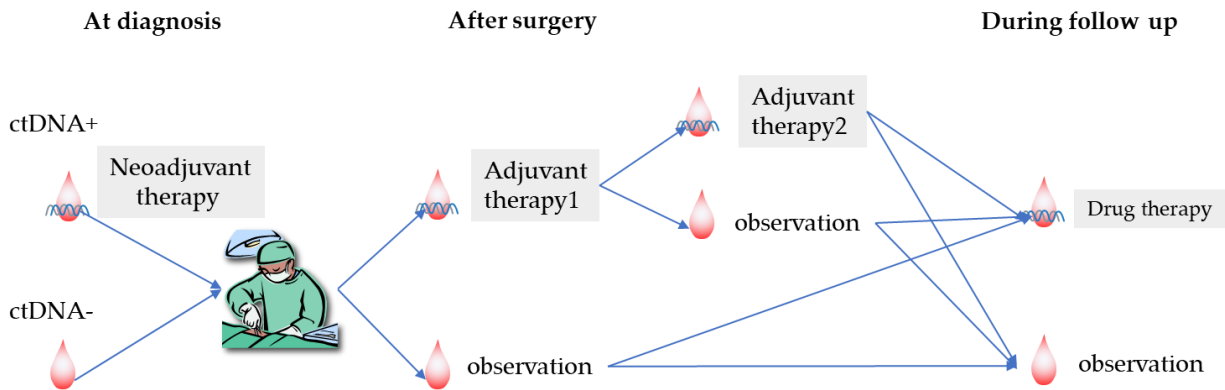 At diagnosis
After surgery
During follow up
ctDNA+
Neoadjuvant
therapy
Adjuvant
therapy1
Adjuvant
therapy2
observation
Drug therapy
ctDNA-
observation
observation